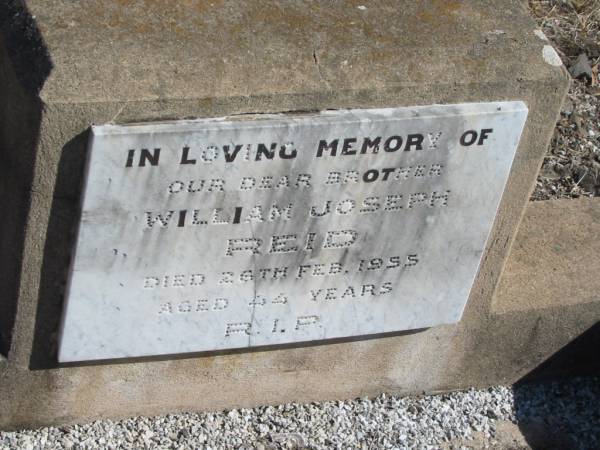 IN LOVING MEMORY OF
OUR DEAR BROTHER
WILLIAM JOSEPH
REID
DIED 26TH FEB. 1955
AGED 44 YEARS
R.I.P.